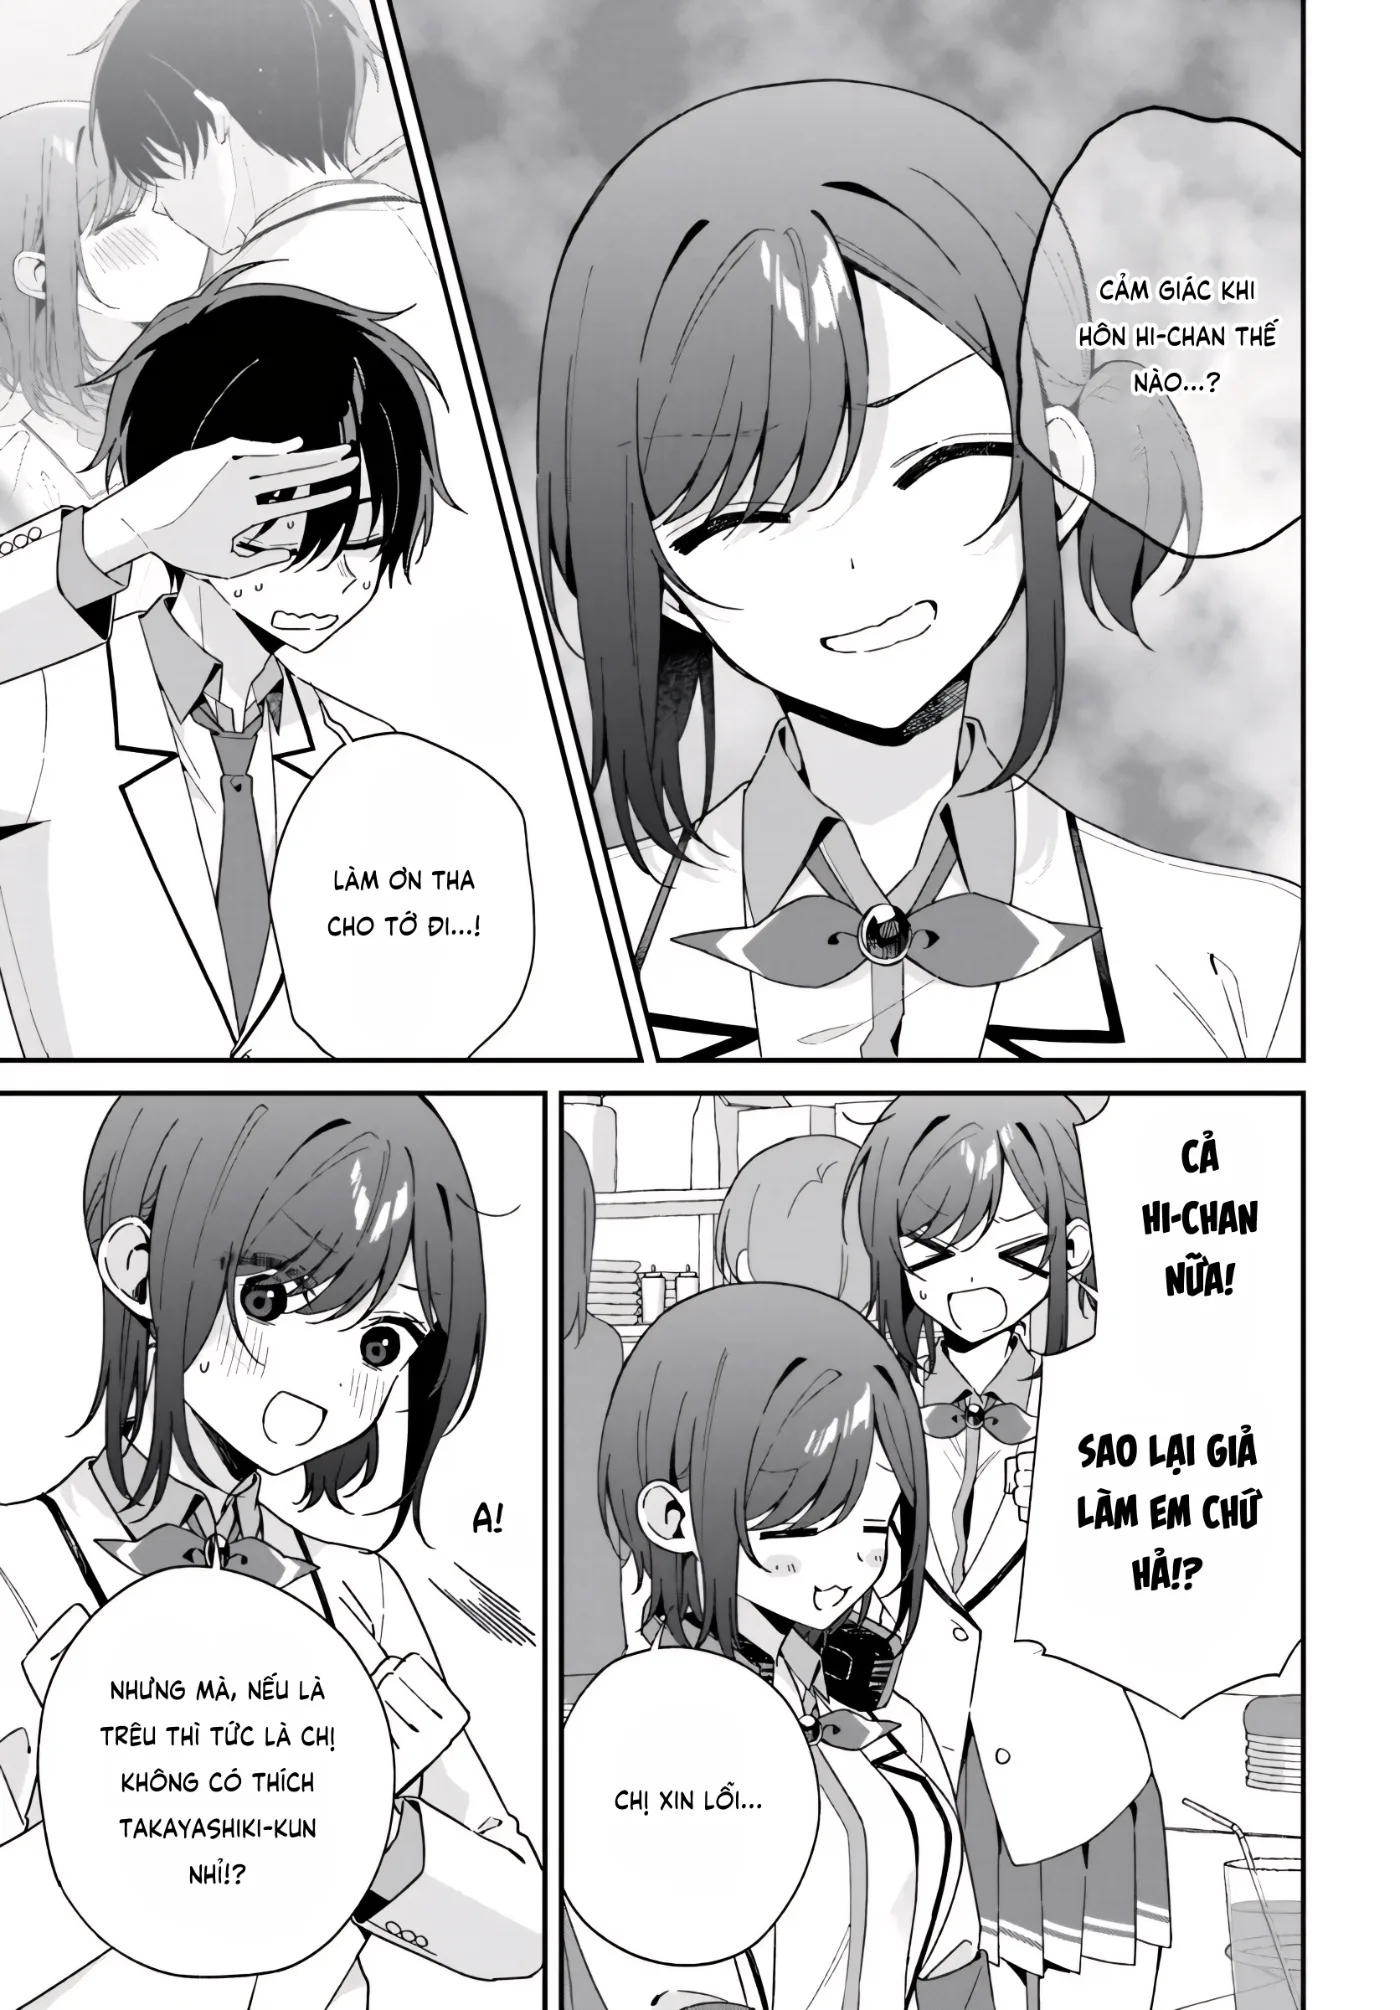 CẢM GIÁC KHI
HÔN HI-CHAN THẾ
NÀO...?
LÀM ƠN THA
CHO TỚ ĐI...!
CẢ
HI-CHAN
NỮA!
SAO LẠI GIẢ
LÀM EM CHỨ
HẢ!?
CHỊ XIN LỖI...
A!
NHƯNG MÀ, NẾU LÀ
TRÊU THÌ TỨC LÀ CHỊ
KHÔNG CÓ THÍCH
TAKAYASHIKI-KUN
NHỈ!?